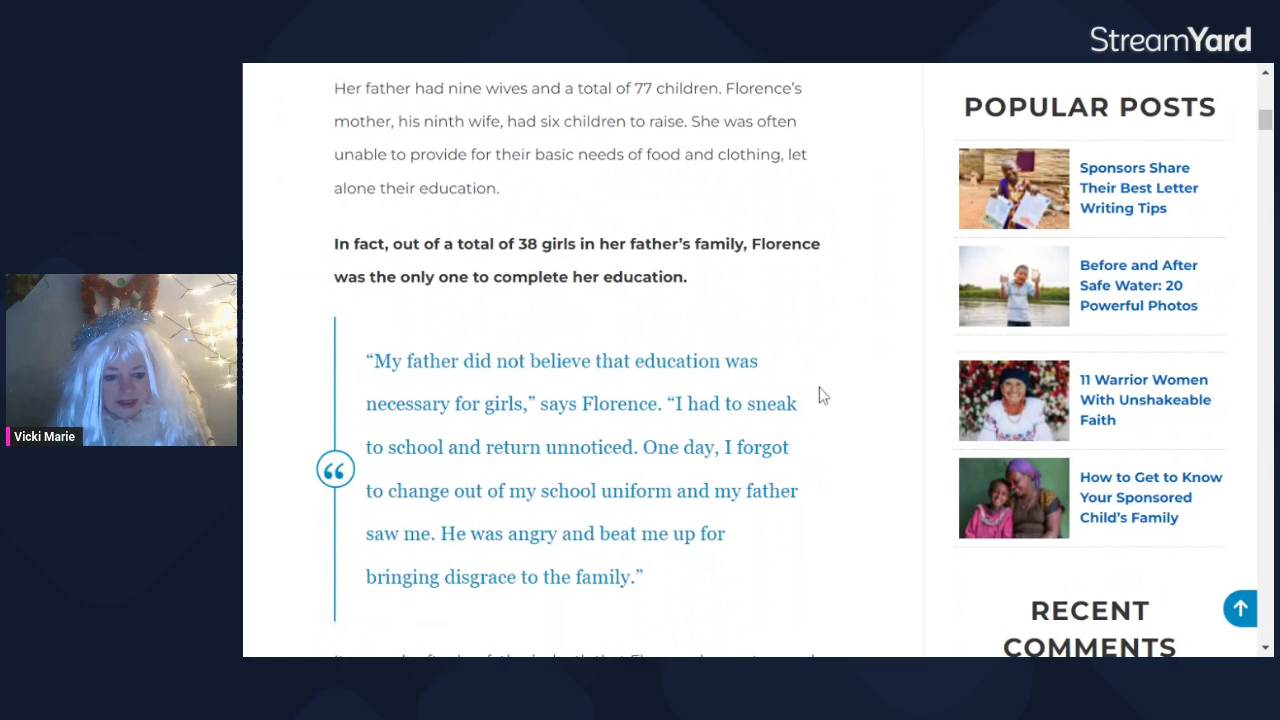 StreamYard
Her father had nine wives and a total of 77 children. Florence's
mother, his ninth wife, had six children to raise. She was often
unable to provide for their basic needs of food and clothing, let
alone their education.
In fact, out of a total of 38 girls in her father's family, Florence
was the only one to complete her education.
“My father did not believe that education was
necessary for girls,” says Florence. “I had to sneak
to school and return unnoticed. One day, I forgot
to change out of my school uniform and my father
saw me. He was angry and beat me up for
bringing disgrace to the family.”
POPULAR POSTS
Sponsors Share
Their Best Letter
Writing Tips
Before and After
Safe Water: 20
Powerful Photos
11 Warrior Women
With Unshakeable
Faith
How to Get to Know
Your Sponsored
Child's Family
RECENT
COMMENTS
Vicki Marie